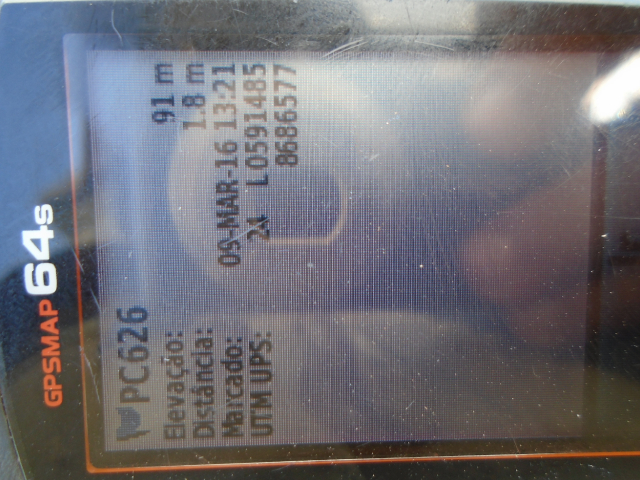 GPSMAP 64s
PC626
Elevação: 91 m
Distância: 1.8 m
Marcado: 09-MAR-16 13:21
UTM UPS: 24 L 0591485
8686577